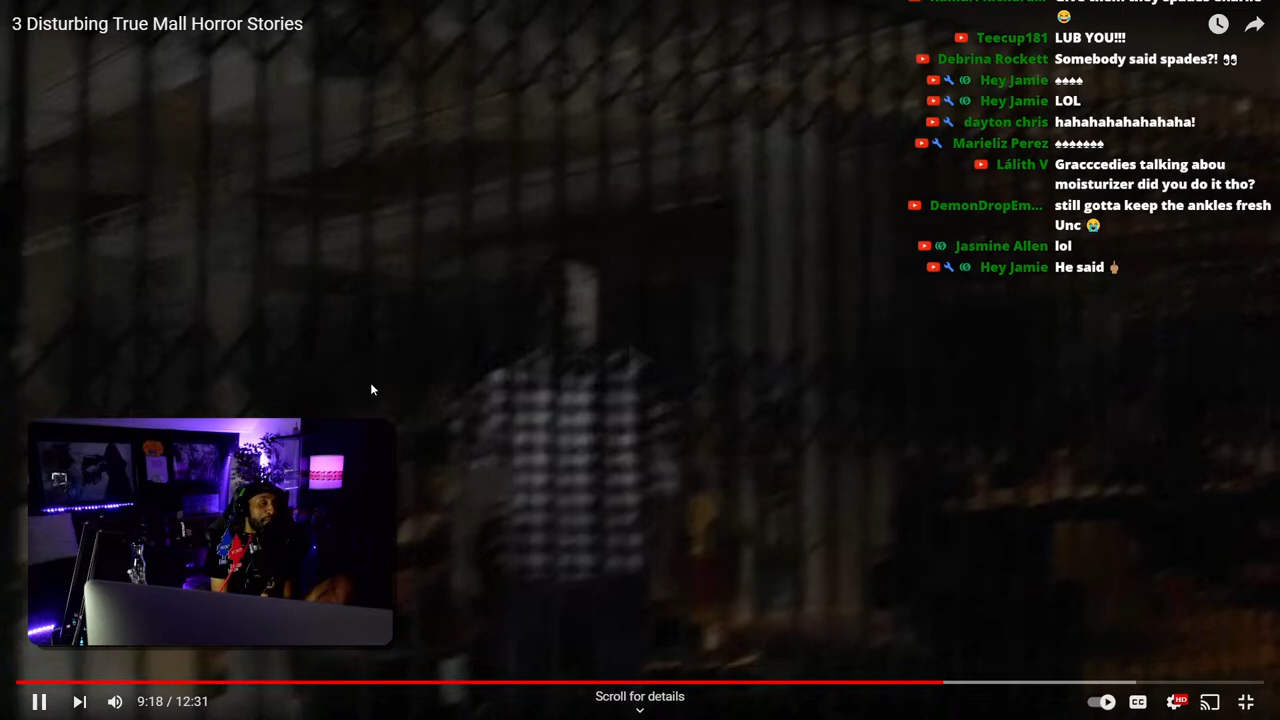 3 Disturbing True Mall Horror Stories
😂
Teecup181 LUB YOU!!!
Debrina Rockett Somebody said spades?! 👀
Hey Jamie ♠♠♠♠
Hey Jamie LOL
dayton chris hahahahahahahaha!
Marieliz Perez ♠♠♠♠♠♠♠
Lálith V Gracccedies talking abou
moisturizer did you do it tho?
DemonDropEm... still gotta keep the ankles fresh
Unc 😭
Jasmine Allen lol
Hey Jamie He said 🖕🏽
9:18 / 12:31
Scroll for details
CC
HD